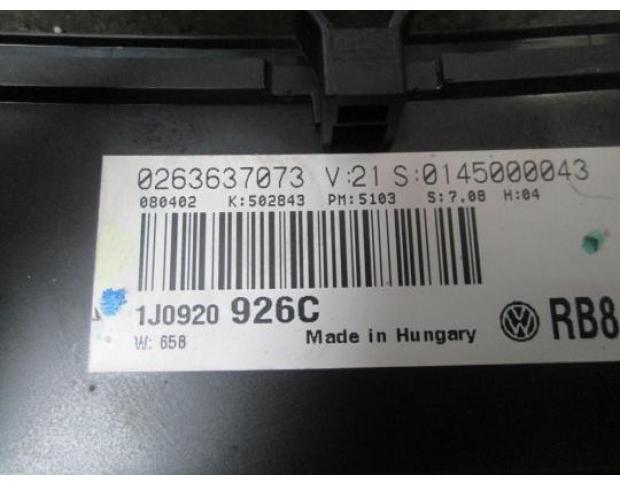 0263637073 V:21 S:0145000043
080402 K:502843 PM:5103 S:7.08 H:04
1J0920 926C
W: 658 Made in Hungary RB8